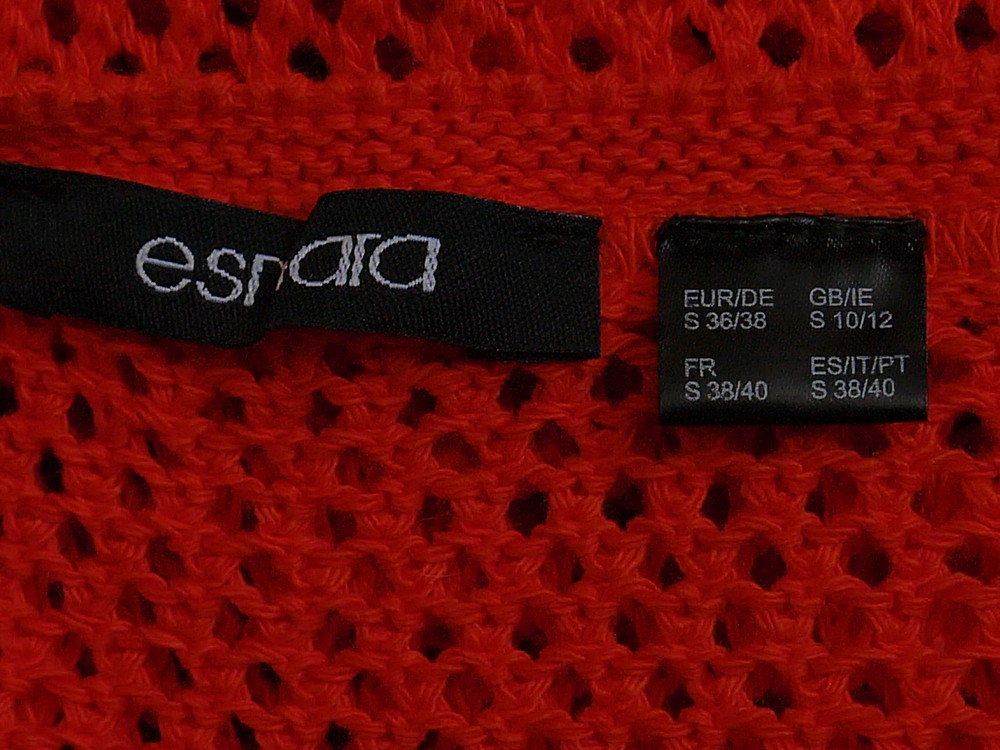 esmara
EUR/DE GB/IE
S 36/38 S 10/12
FR ES/IT/PT
S 38/40 S 38/40